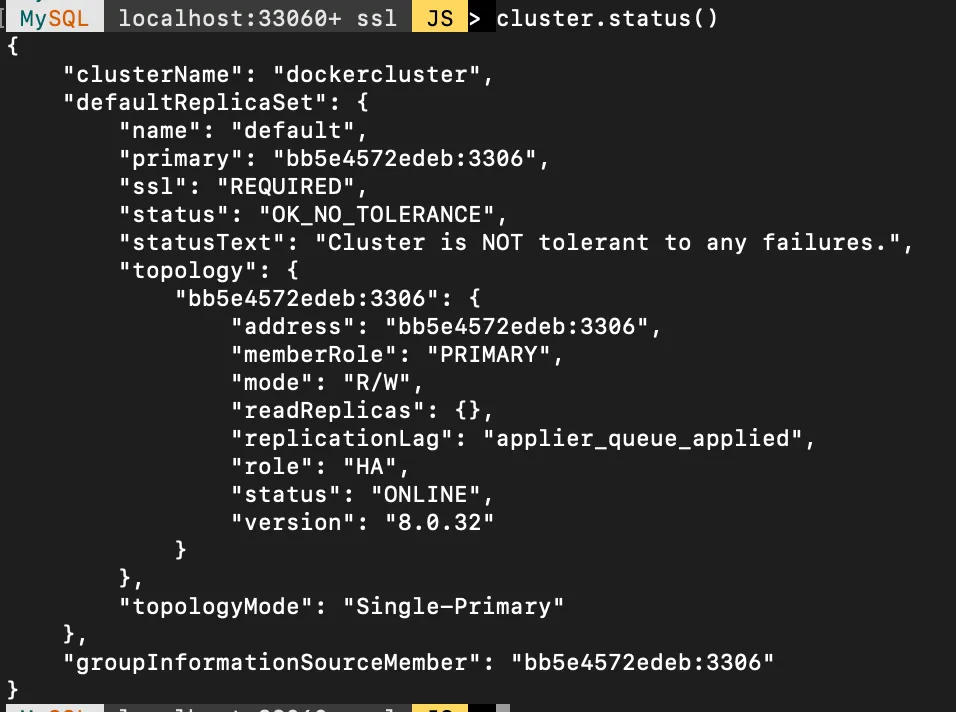 MySQL localhost:33060+ ssl JS > cluster.status()
{
    "clusterName": "dockercluster",
    "defaultReplicaSet": {
        "name": "default",
        "primary": "bb5e4572edeb:3306",
        "ssl": "REQUIRED",
        "status": "OK_NO_TOLERANCE",
        "statusText": "Cluster is NOT tolerant to any failures.",
        "topology": {
            "bb5e4572edeb:3306": {
                "address": "bb5e4572edeb:3306",
                "memberRole": "PRIMARY",
                "mode": "R/W",
                "readReplicas": {},
                "replicationLag": "applier_queue_applied",
                "role": "HA",
                "status": "ONLINE",
                "version": "8.0.32"
            }
        },
        "topologyMode": "Single-Primary"
    },
    "groupInformationSourceMember": "bb5e4572edeb:3306"
}